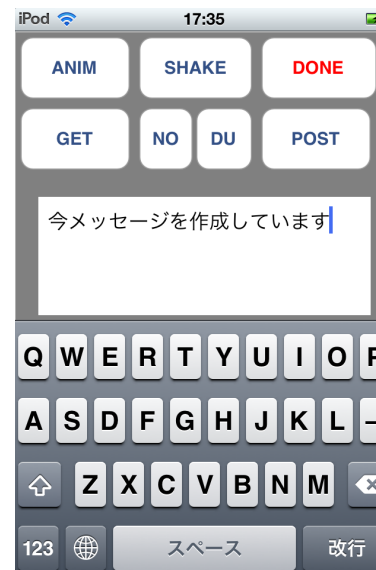 iPod 17:35
ANIM SHAKE DONE
GET NO DU POST
今メッセージを作成しています
Q W E R T Y U I O P
A S D F G H J K L ー
Z X C V B N M
123 スペース 改行